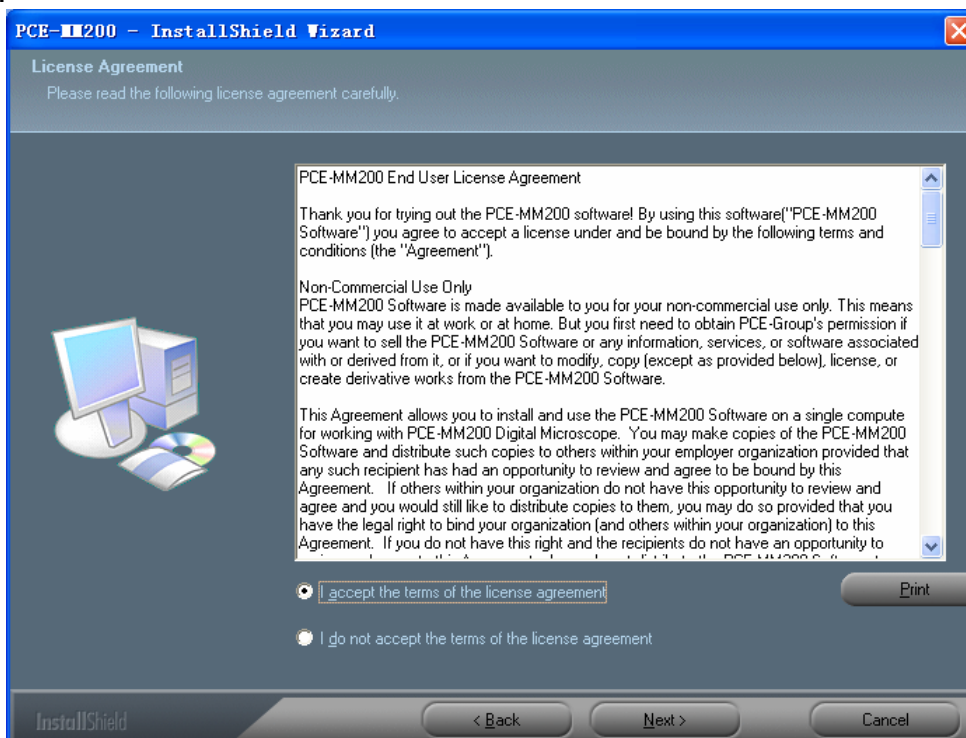 PCE-MM200 - InstallShield Wizard
License Agreement
Please read the following license agreement carefully.
PCE-MM200 End User License Agreement
Thank you for trying out the PCE-MM200 software! By using this software("PCE-MM200
Software") you agree to accept a license under and be bound by the following terms and
conditions (the "Agreement").
Non-Commercial Use Only
PCE-MM200 Software is made available to you for your non-commercial use only. This means
that you may use it at work or at home. But you first need to obtain PCE-Group's permission if
you want to sell the PCE-MM200 Software or any information, services, or software associated
with or derived from it, or if you want to modify, copy (except as provided below), license, or
create derivative works from the PCE-MM200 Software.
This Agreement allows you to install and use the PCE-MM200 Software on a single compute
for working with PCE-MM200 Digital Microscope. You may make copies of the PCE-MM200
Software and distribute such copies to others within your employer organization provided that
any such recipient has had an opportunity to review and agree to be bound by this
Agreement. If others within your organization do not have this opportunity to review and
agree and you would still like to distribute copies to them, you may do so provided that you
have the legal right to bind your organization (and others within your organization) to this
Agreement. If you do not have this right and the recipients do not have an opportunity to
I accept the terms of the license agreement
Print
I do not accept the terms of the license agreement
InstallShield
< Back
Next >
Cancel